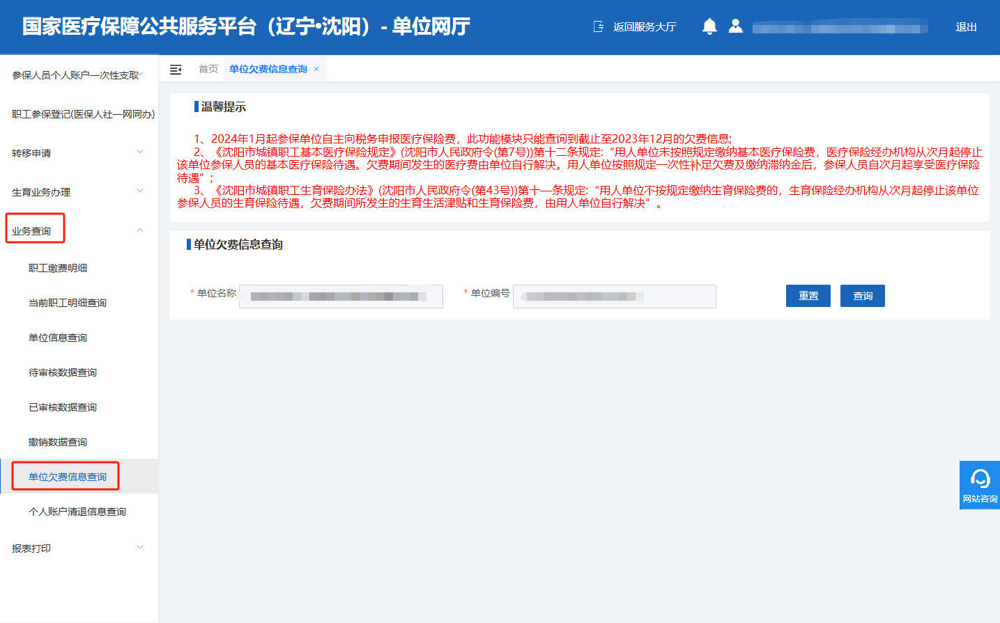 国家医疗保障公共服务平台（辽宁•沈阳）- 单位网厅
返回服务大厅
退出
参保人员个人账户一次性支取
职工参保登记(医保人社一网同办)
转移申请
生育业务办理
业务查询
职工缴费明细
当前职工明细查询
单位信息查询
待审核数据查询
已审核数据查询
撤销数据查询
单位欠费信息查询
个人账户清退信息查询
报表打印
首页
单位欠费信息查询 ×
温馨提示
1、2024年1月起参保单位自主向税务申报医疗保险费，此功能模块只能查询到截止至2023年12月的欠费信息;
2、《沈阳市城镇职工基本医疗保险规定》(沈阳市人民政府令(第7号))第十二条规定:“用人单位未按照规定缴纳基本医疗保险费，医疗保险经办机构从次月起停止
该单位参保人员的基本医疗保险待遇。欠费期间发生的医疗费由单位自行解决。用人单位按照规定一次性补足欠费及缴纳滞纳金后，参保人员自次月起享受医疗保险
待遇”;
3、《沈阳市城镇职工生育保险办法》(沈阳市人民政府令(第43号))第十一条规定:“用人单位不按规定缴纳生育保险费的，生育保险经办机构从次月起停止该单位
参保人员的生育保险待遇，欠费期间所发生的生育生活津贴和生育保险费，由用人单位自行解决”。
单位欠费信息查询
* 单位名称
* 单位编号
重置
查询
网站咨询